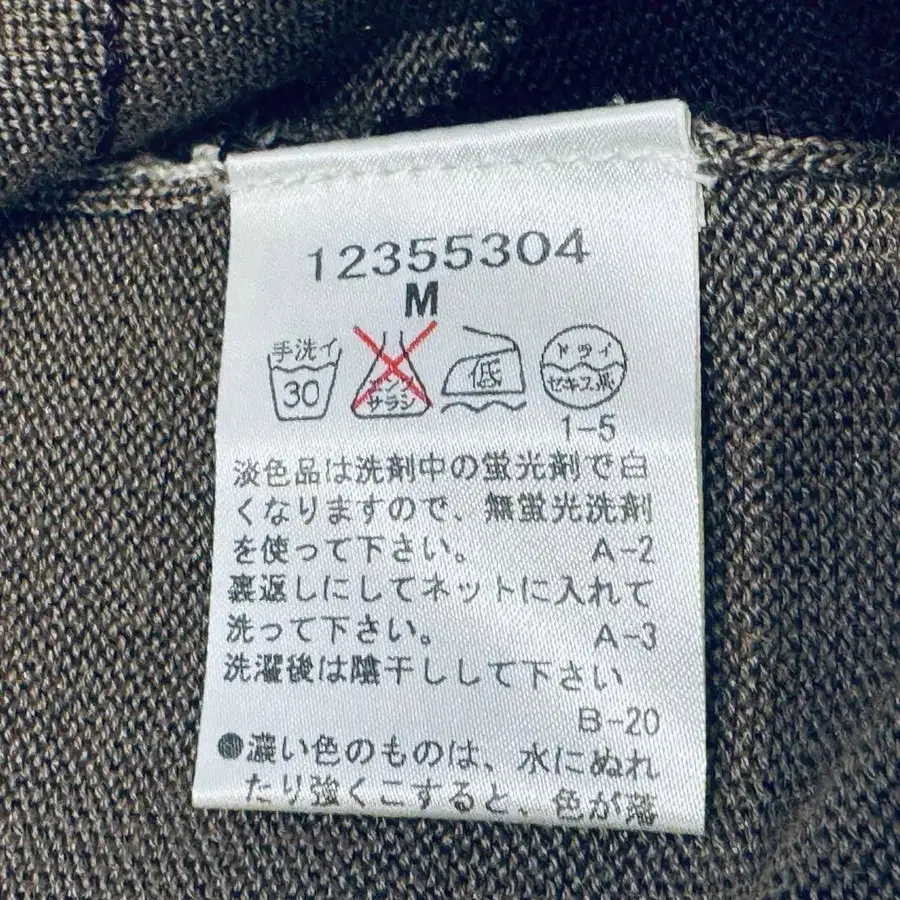 12355304
M
手洗イ 30 エンソ サラシ 低 ドライ セキユ系
1-5
淡色品は洗剤中の蛍光剤で白
くなりますので、無蛍光洗剤
を使って下さい。 A-2
裏返しにしてネットに入れて
洗って下さい。 A-3
洗濯後は陰干しして下さい
B-20
●濃い色のものは、水にぬれ
たり強くこすると、色が落